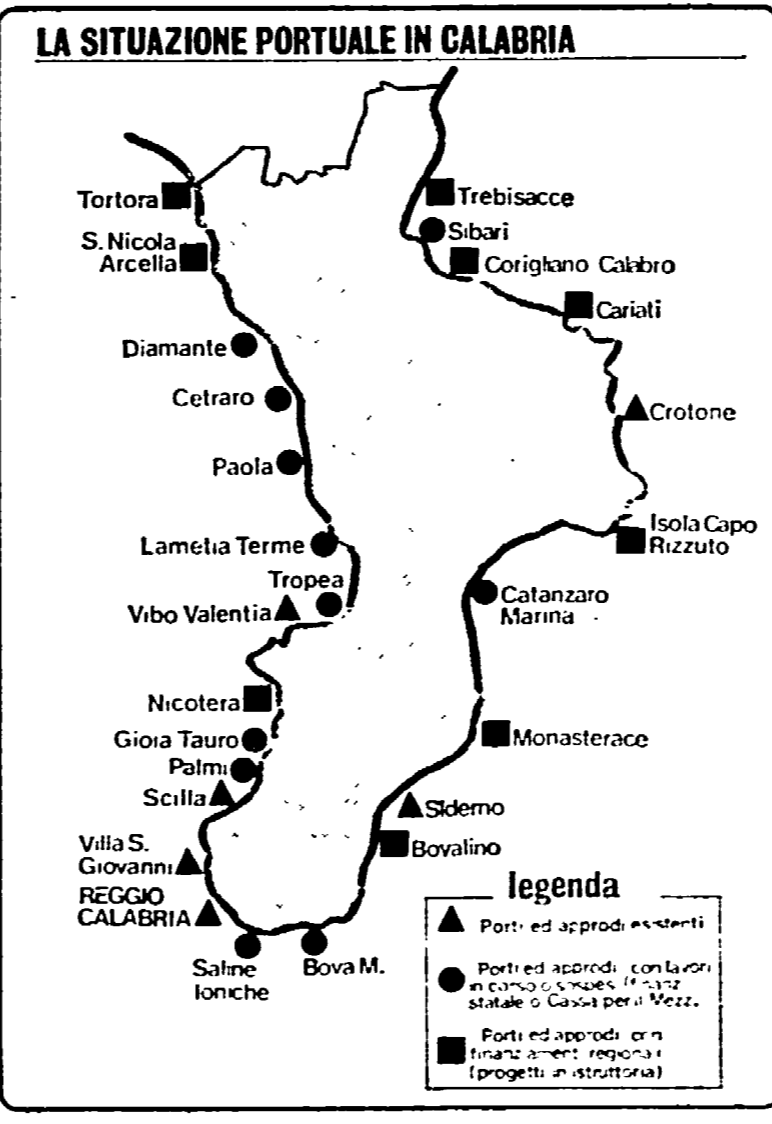 LA SITUAZIONE PORTUALE IN CALABRIA
Tortora
Trebisacce
S. Nicola
Arcella
Sibari
Corigliano Calabro
Cariati
Diamante
Cetraro
Crotone
Paola
Isola Capo
Rizzuto
Lametia Terme
Tropea
Vibo Valentia
Catanzaro
Marina
Nicotera
Gioia Tauro
Monasterace
Palmi
Scilla
Siderno
Villa S.
Giovanni
Bovalino
REGGIO
CALABRIA
Saline
Ioniche
Bova M.
legenda
Porti ed approdi esistenti
Porti ed approdi con lavori
in corso o sospesi (finanz.
statale o Cassa per il Mezz.
Porti ed approdi con
finanziamenti regionali
(progetti in istruttoria)